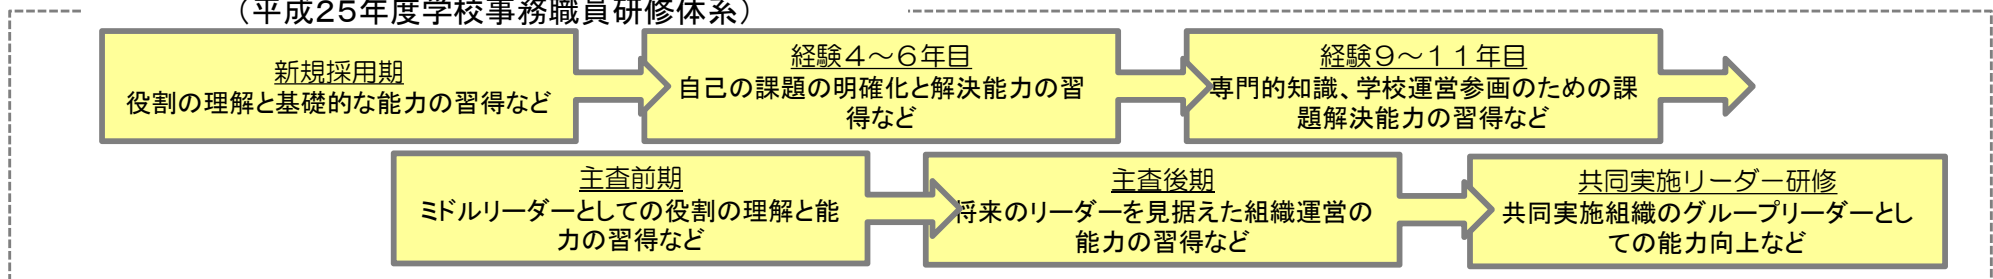 （平成２５年度学校事務職員研修体系）
新規採用期
役割の理解と基礎的な能力の習得など
経験４～６年目
自己の課題の明確化と解決能力の習
得など
経験９～１１年目
専門的知識、学校運営参画のための課
題解決能力の習得など
主査前期
ミドルリーダーとしての役割の理解と能
力の習得など
主査後期
将来のリーダーを見据えた組織運営の
能力の習得など
共同実施リーダー研修
共同実施組織のグループリーダーとし
ての能力向上など